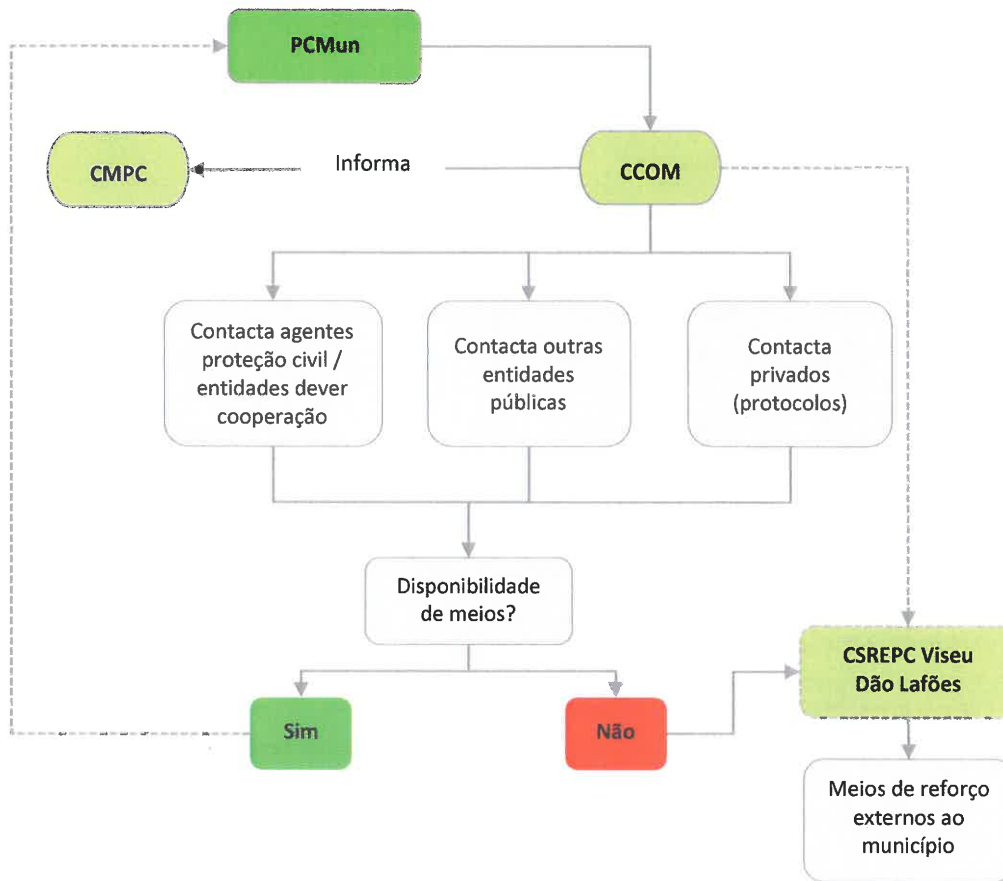 PCMun
CMPC
Informa
CCOM
Contacta agentes
proteção civil /
entidades dever
cooperação
Contacta outras
entidades
públicas
Contacta
privados
(protocolos)
Disponibilidade
de meios?
Sim
Não
CSREPC Viseu
Dão Lafões
Meios de reforço
externos ao
município